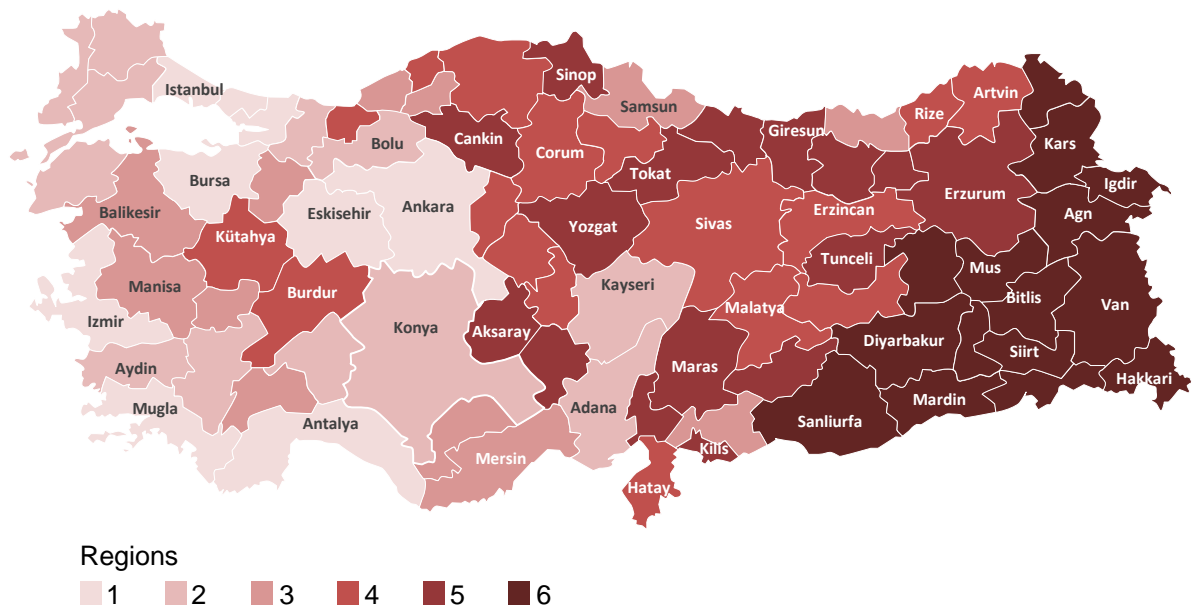 Sinop
Istanbul
Artvin
Samsun
Rize
Giresun
Cankin
Bolu
Kars
Corum
Bursa
Tokat
Igdir
Ankara
Erzurum
Balikesir
Eskisehir
Erzincan
Agn
Yozgat
Sivas
Kütahya
Tunceli
Mus
Manisa
Kayseri
Burdur
Bitlis
Van
Malatya
Izmir
Konya
Aksaray
Diyarbakur
Siirt
Aydin
Maras
Hakkari
Mugla
Adana
Mardin
Antalya
Sanliurfa
Kilis
Mersin
Hatay
Regions
1 2 3 4 5 6